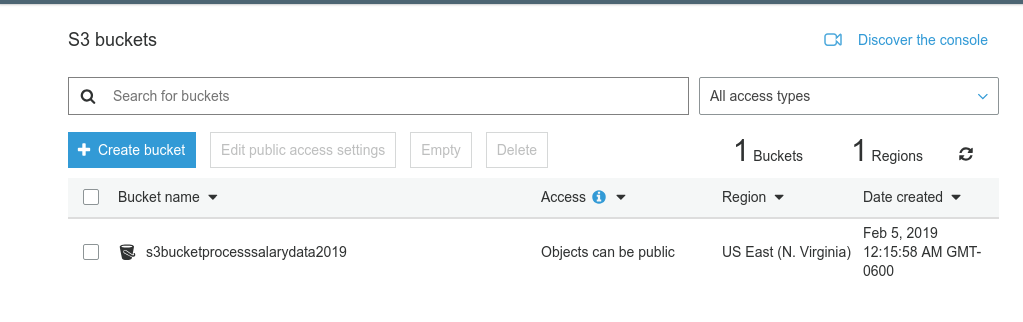 S3 buckets
Discover the console
Search for buckets
All access types
Create bucket
Edit public access settings
Empty
Delete
1 Buckets
1 Regions
Bucket name
Access
Region
Date created
s3bucketprocesssalarydata2019
Objects can be public
US East (N. Virginia)
Feb 5, 2019
12:15:58 AM GMT-
0600